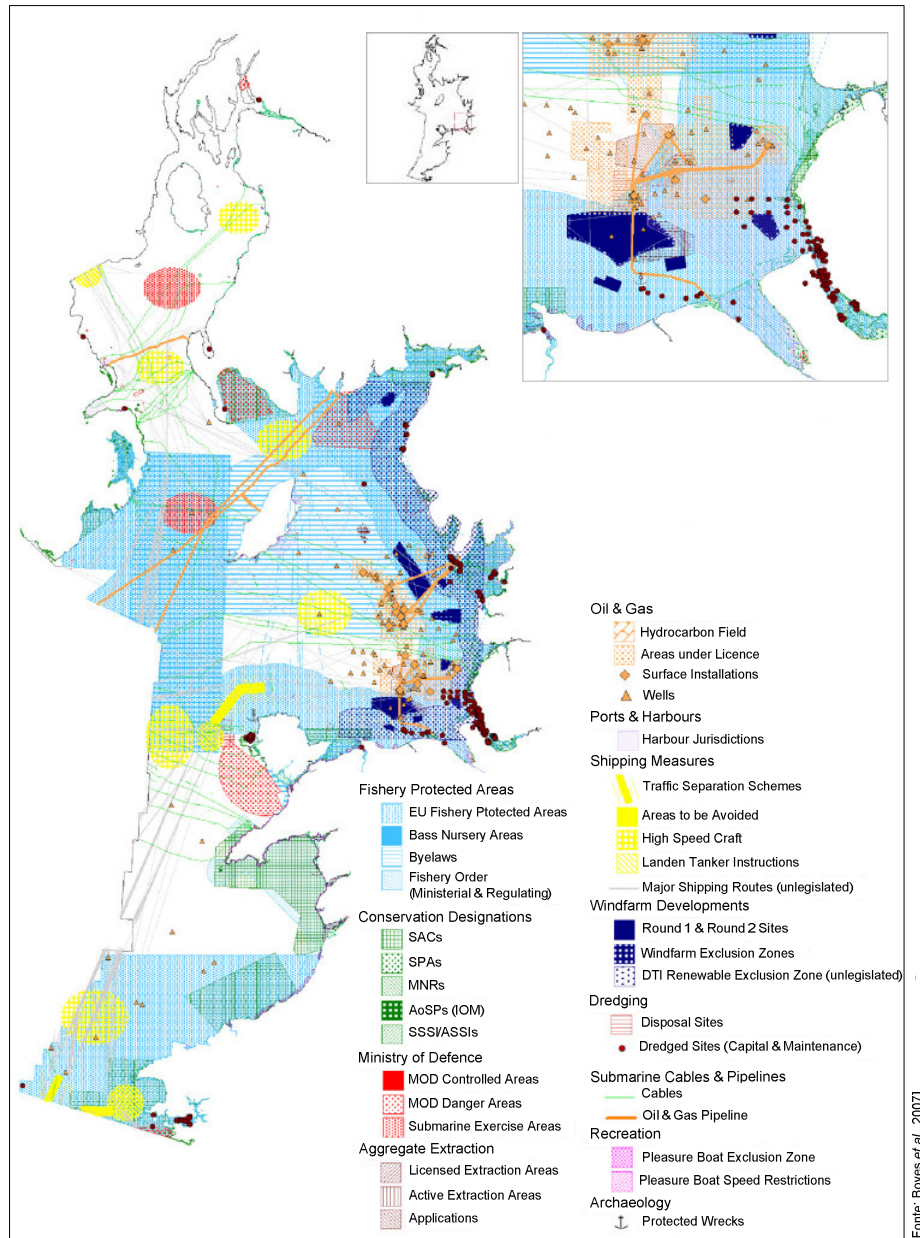 Oil & Gas
Hydrocarbon Field
Areas under Licence
Surface Installations
Wells
Ports & Harbours
Harbour Jurisdictions
Shipping Measures
Traffic Separation Schemes
Areas to be Avoided
High Speed Craft
Landen Tanker Instructions
Major Shipping Routes (unlegislated)
Windfarm Developments
Round 1 & Round 2 Sites
Windfarm Exclusion Zones
DTI Renewable Exclusion Zone (unlegislated)
Dredging
Disposal Sites
Dredged Sites (Capital & Maintenance)
Submarine Cables & Pipelines
Cables
Oil & Gas Pipeline
Recreation
Pleasure Boat Exclusion Zone
Pleasure Boat Speed Restrictions
Archaeology
Protected Wrecks
Fishery Protected Areas
EU Fishery Ptotected Areas
Bass Nursery Areas
Byelaws
Fishery Order
(Ministerial & Regulating)
Conservation Designations
SACs
SPAs
MNRs
AoSPs (IOM)
SSSI/ASSIs
Ministry of Defence
MOD Controlled Areas
MOD Danger Areas
Submarine Exercise Areas
Aggregate Extraction
Licensed Extraction Areas
Active Extraction Areas
Applications
Fonte: Boyes et al., 2007]